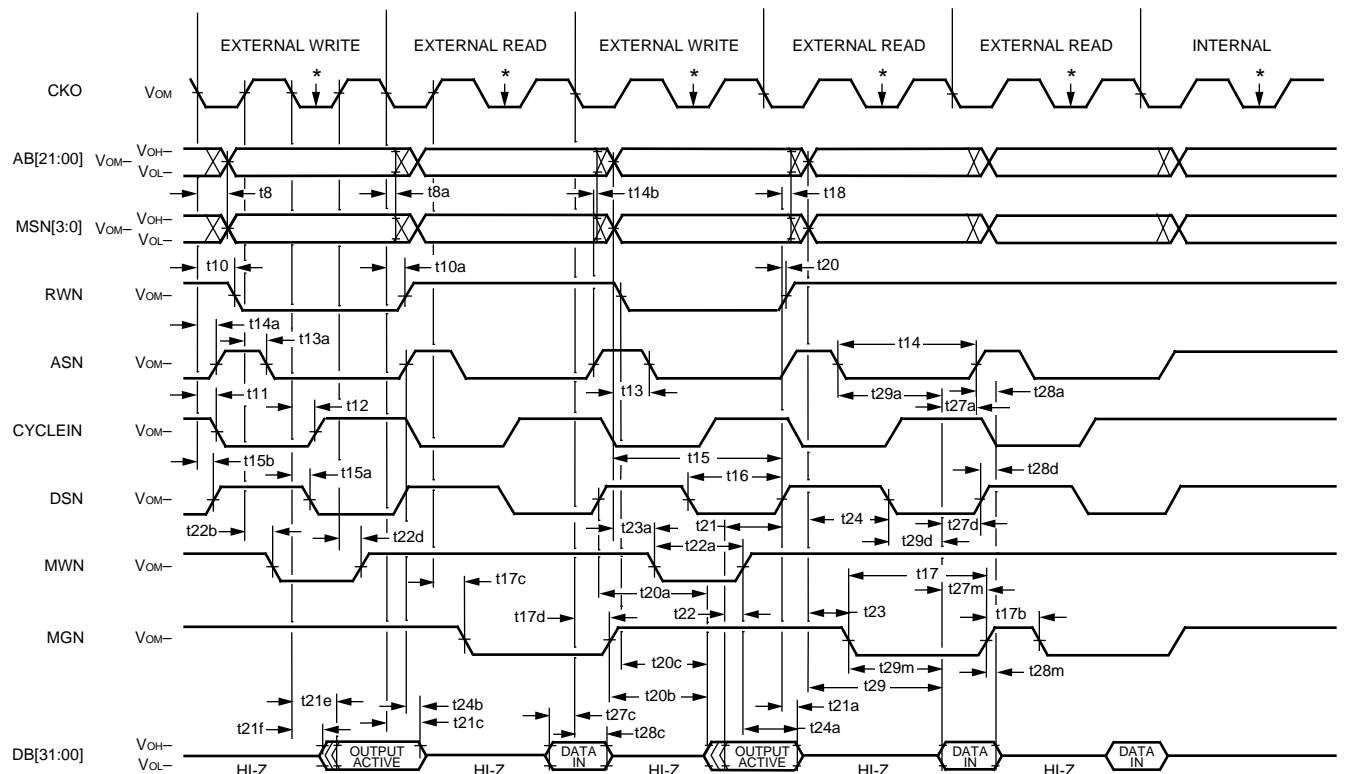 EXTERNAL WRITE EXTERNAL READ EXTERNAL WRITE EXTERNAL READ EXTERNAL READ INTERNAL
* * * * * *
CKO VOM
AB[21:00] VOM– VOH– VOL–
t8 t8a t14b t18
MSN[3:0] VOM– VOH– VOL–
t10 t10a t20
RWN VOM–
t14a t13a
ASN VOM– t14
t11 t12 t13 t29a t27a t28a
CYCLEIN VOM–
t15b t15a t15 t16 t28d
DSN VOM–
t22b t22d t23a t21 t24 t27d
t22a t29d
MWN VOM–
t17c t20a t17 t27m
t17d t22 t23 t17b
MGN VOM–
t20c t29m t28m
t21e t24b t20b t29
t21f t21c t27c t21a
t28c t24a
DB[31:00] VOH– VOL– OUTPUT ACTIVE DATA IN OUTPUT ACTIVE DATA IN DATA IN
HI-Z HI-Z HI-Z HI-Z HI-Z